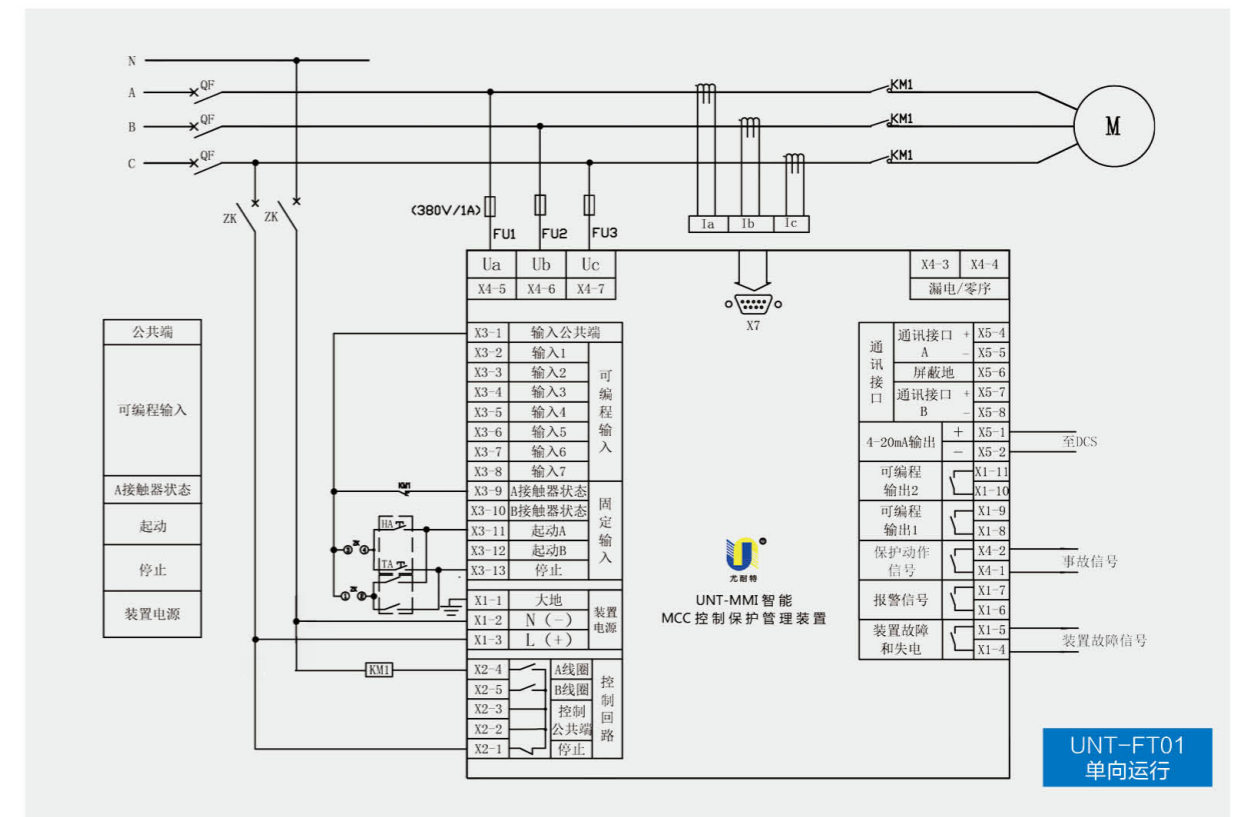 N
A QF KM1
B QF KM1
C QF KM1
M
ZK ZK
(380V/1A)
FU1 FU2 FU3
Ia Ib Ic
Ua Ub Uc
X4-5 X4-6 X4-7
X7
X4-3 X4-4
漏电/零序
公共端
可编程输入
A接触器状态
起动
停止
装置电源
X3-1 输入公共端
X3-2 输入1
X3-3 输入2
X3-4 输入3
X3-5 输入4
X3-6 输入5
X3-7 输入6
X3-8 输入7
可编程输入
KM1
X3-9 A接触器状态
X3-10 B接触器状态
X3-11 起动A
X3-12 起动B
X3-13 停止
固定输入
HA
ZK
③ ④
TA
ZK
① ②
X1-1 大地
X1-2 N (-)
X1-3 L (+)
装置电源
KM1
X2-4 A线圈
X2-5 B线圈
X2-3 控制
X2-2 公共端
X2-1 停止
控制回路
尤耐特
UNT-MMI 智能
MCC 控制保护管理装置
通讯接口
通讯接口 + X5-4
A - X5-5
屏蔽地 X5-6
通讯接口 + X5-7
B - X5-8
4-20mA输出
+ X5-1
- X5-2
至DCS
可编程 X1-11
输出2 X1-10
可编程 X1-9
输出1 X1-8
保护动作 X4-2
信号 X4-1
事故信号
报警信号
X1-7
X1-6
装置故障 X1-5
和失电 X1-4
装置故障信号
UNT-FT01
单向运行